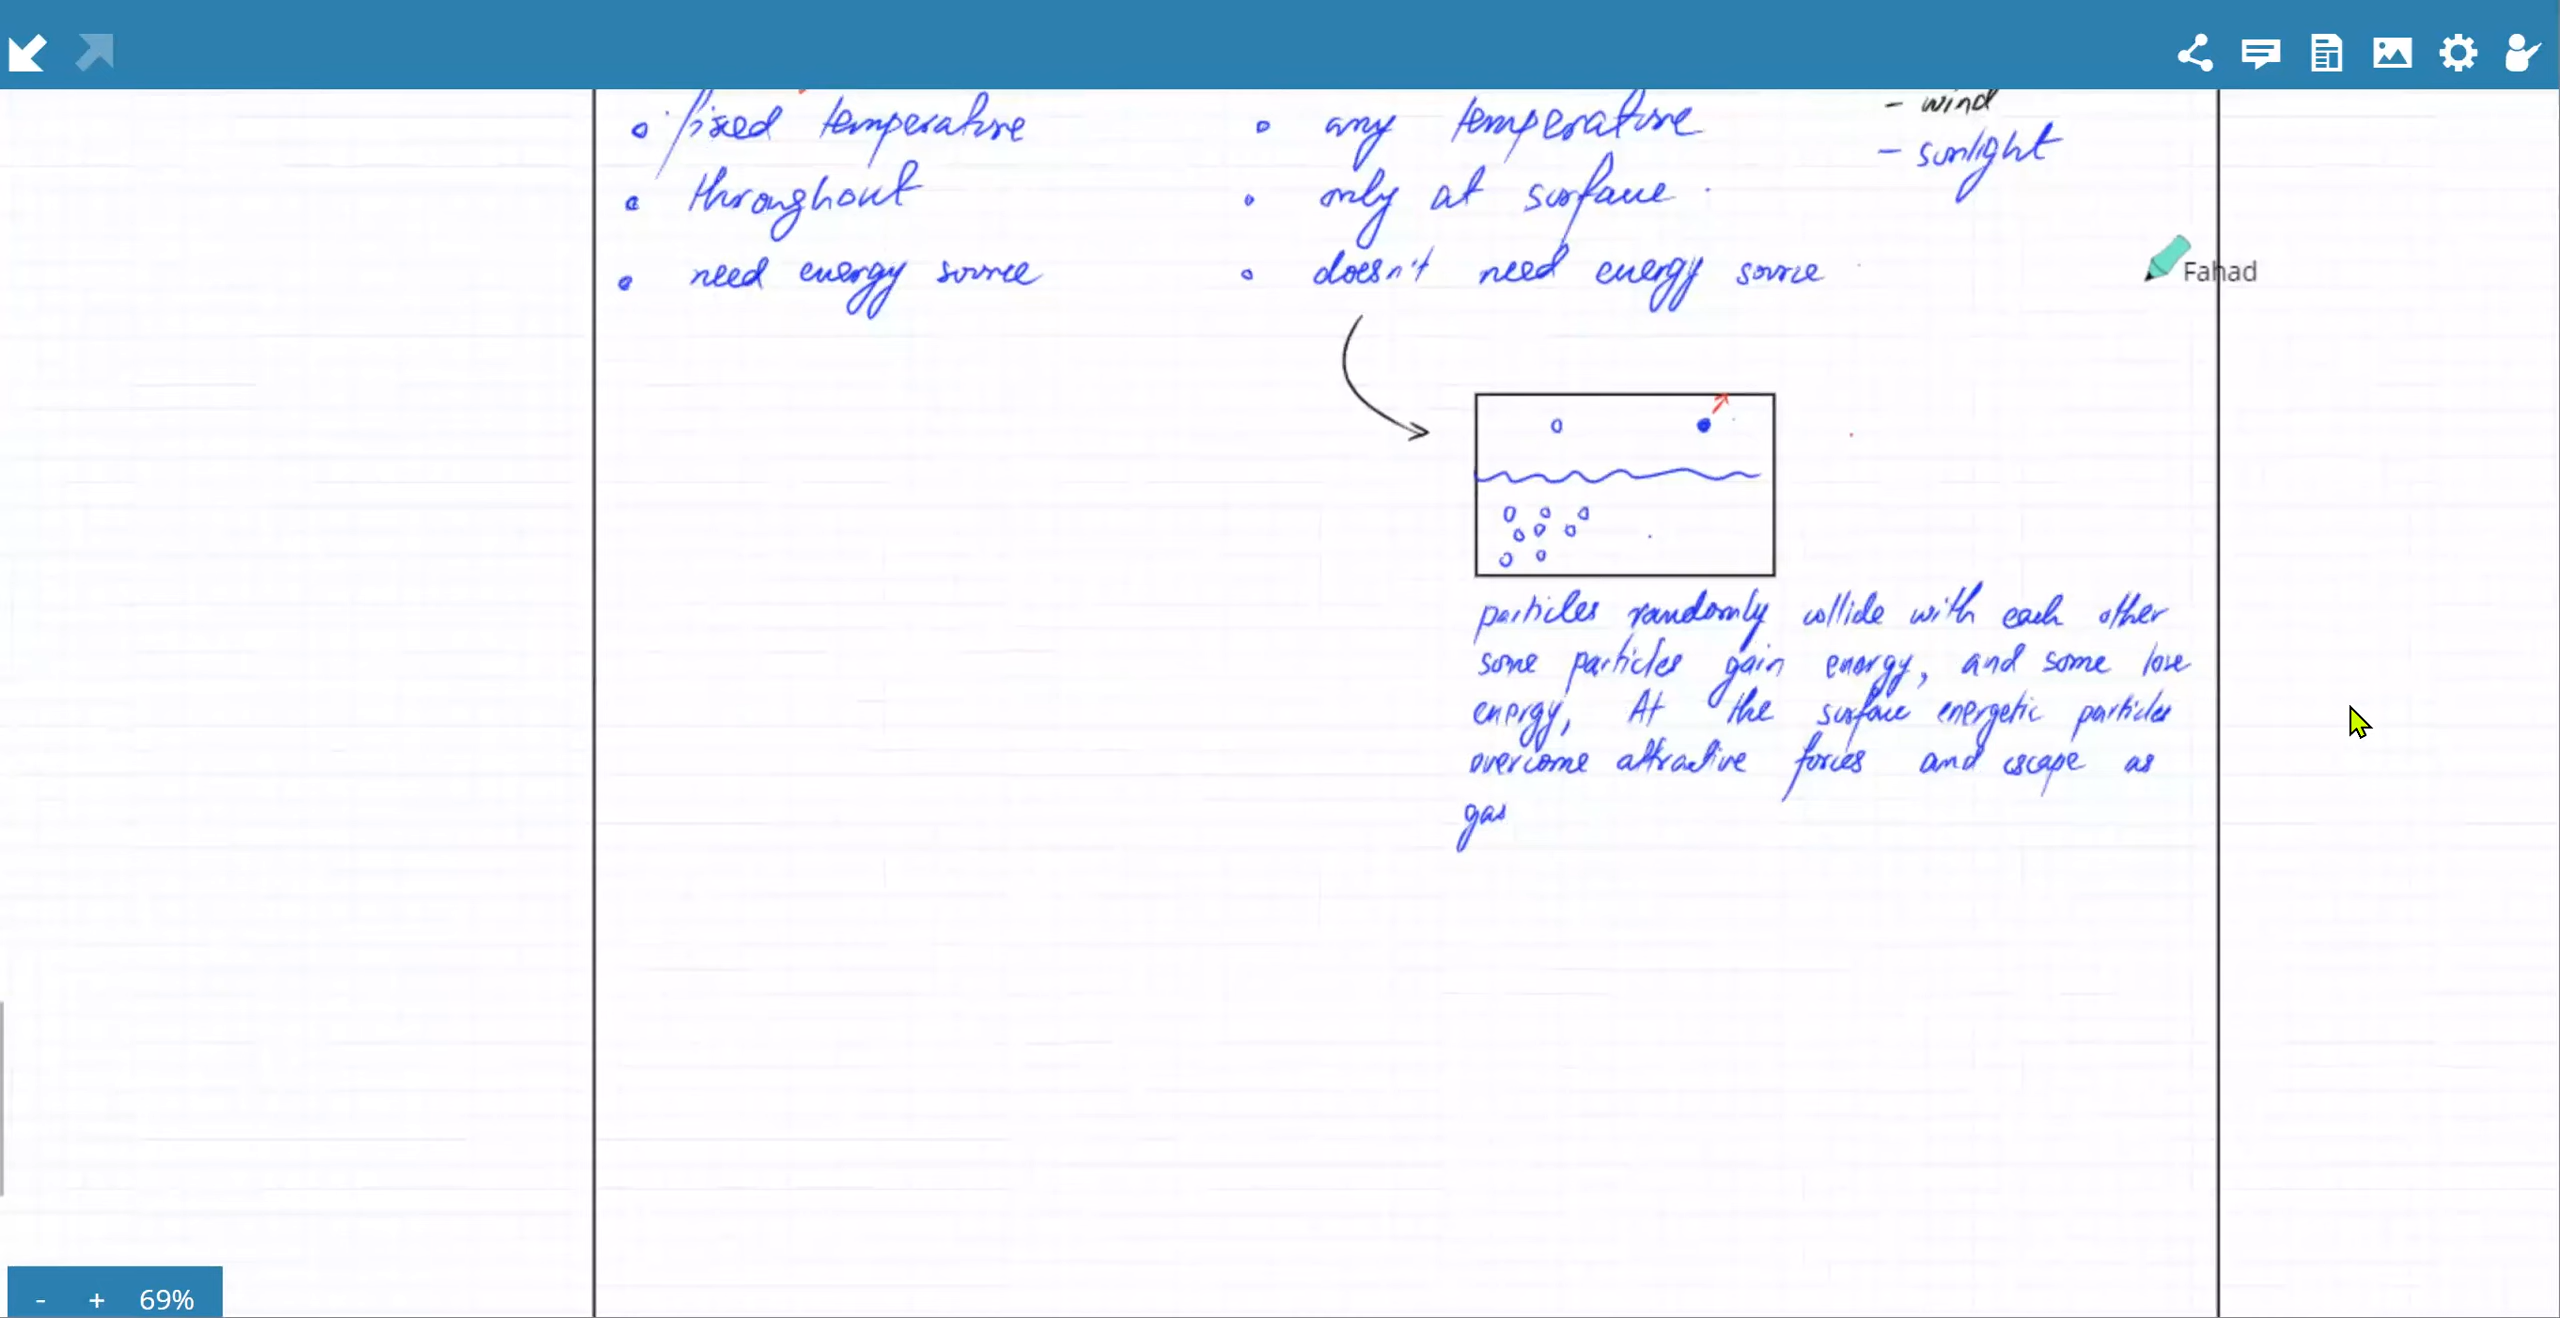 • fixed temperature
• throughout
• need energy source
• any temperature
• only at surface
• doesn't need energy source
- wind
- sunlight
Fahad
particles randomly collide with each other
some particles gain energy, and some lose
energy, At the surface energetic particles
overcome attractive forces and escape as
gas
- + 69%